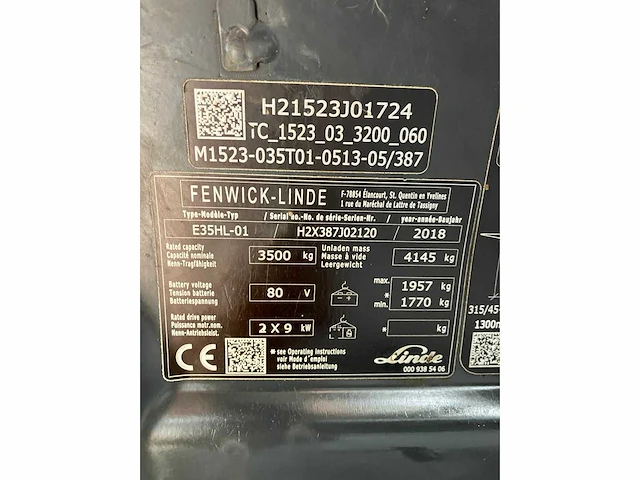 H21523J01724
TC_1523_03_3200_060
M1523-035T01-0513-05/387
FENWICK-LINDE
F-78854 Élancourt, St. Quentin en Yvelines
1 rue du Maréchal de Lattre de Tassigny
Type-Modèle-Typ / Serial no.-No. de série-Serien-Nr. / year-année-Baujahr
E35HL-01 / H2X387J02120 / 2018
Rated capacity
Capacité nominale
Nenn-Tragfähigkeit
3500 kg
Unladen mass
Masse à vide
Leergewicht
4145 kg
Battery voltage
Tension batterie
Batteriespannung
80 V
- +
max. 1957 kg
*
min. 1770 kg
Rated drive power
Puissance motr.nom.
Nenn-Antriebsleist.
2 X 9 kW
* kg
CE
* see Operating instructions
voir Mode d'emploi
siehe Betriebsanleitung
Linde
000 938 54 06
315/45-
1300